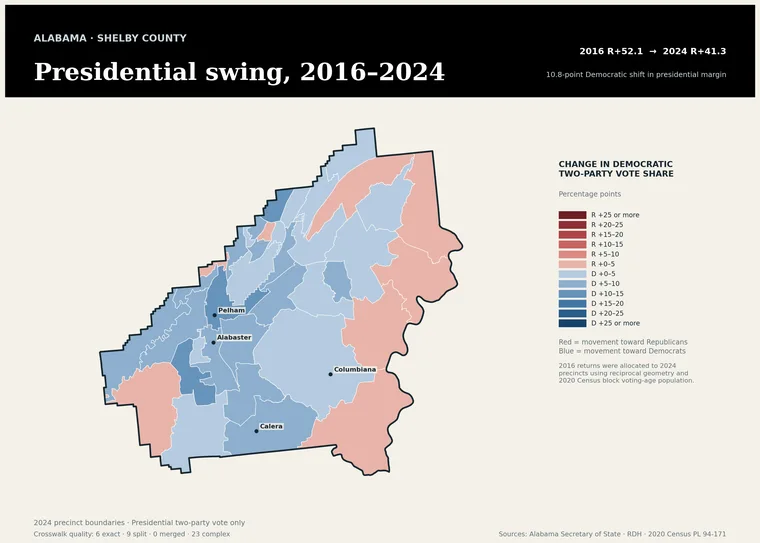 ALABAMA · SHELBY COUNTY
Presidential swing, 2016–2024
2016 R+52.1 → 2024 R+41.3
10.8-point Democratic shift in presidential margin
CHANGE IN DEMOCRATIC
TWO-PARTY VOTE SHARE
Percentage points
R +25 or more
R +20–25
R +15–20
R +10–15
R +5–10
R +0–5
D +0–5
D +5–10
D +10–15
D +15–20
D +20–25
D +25 or more
Red = movement toward Republicans
Blue = movement toward Democrats
2016 returns were allocated to 2024
precincts using reciprocal geometry and
2020 Census block voting-age population.
Pelham
Alabaster
Columbiana
Calera
2024 precinct boundaries · Presidential two-party vote only
Crosswalk quality: 6 exact · 9 split · 0 merged · 23 complex
Sources: Alabama Secretary of State · RDH · 2020 Census PL 94-171